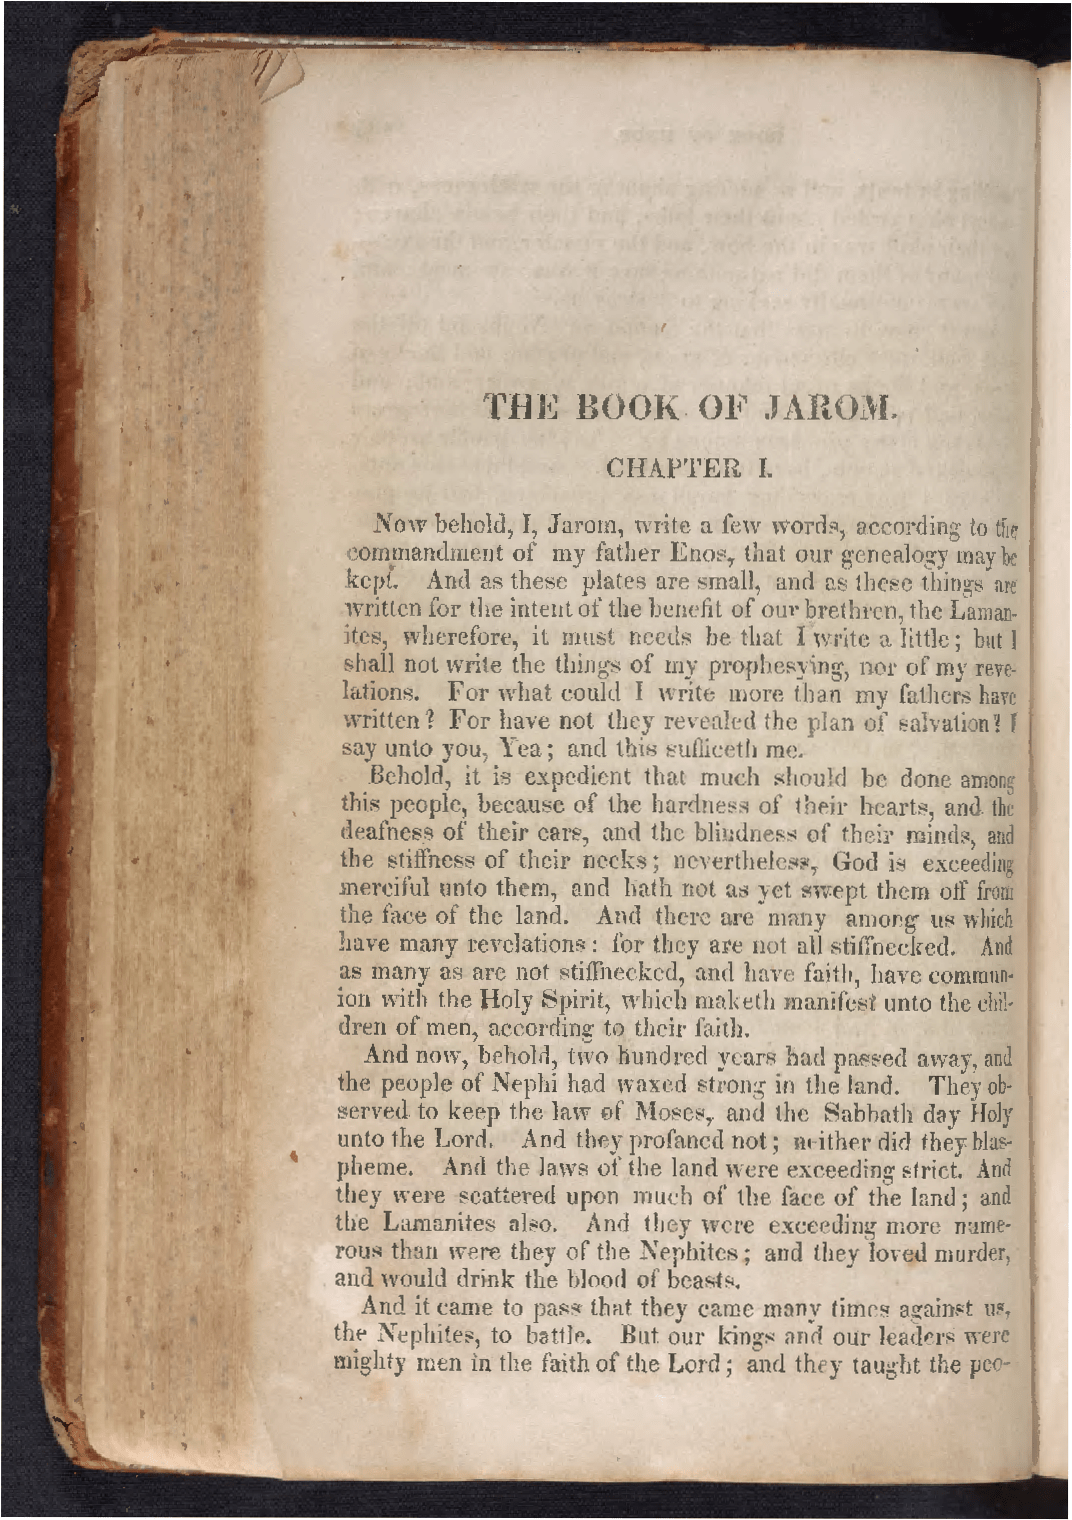 THE BOOK OF JAROM.
CHAPTER I.
Now behold, I, Jarom, write a few words, according to the
commandment of my father Enos, that our genealogy may be
kept. And as these plates are small, and as these things are
written for the intent of the benefit of our brethren, the Laman-
ites, wherefore, it must needs be that I write a little; but I
shall not write the things of my prophesying, nor of my reve-
lations. For what could I write more than my fathers have
written? For have not they revealed the plan of salvation? I
say unto you, Yea; and this sufficeth me.
Behold, it is expedient that much should be done among
this people, because of the hardness of their hearts, and the
deafness of their ears, and the blindness of their minds, and
the stiffness of their necks; nevertheless, God is exceeding
merciful unto them, and hath not as yet swept them off from
the face of the land. And there are many among us which
have many revelations: for they are not all stiffnecked. And
as many as are not stiffnecked, and have faith, have commun-
ion with the Holy Spirit, which maketh manifest unto the chil-
dren of men, according to their faith.
And now, behold, two hundred years had passed away, and
the people of Nephi had waxed strong in the land. They ob-
served to keep the law of Moses, and the Sabbath day Holy
unto the Lord. And they profaned not; neither did they blas-
pheme. And the laws of the land were exceeding strict. And
they were scattered upon much of the face of the land; and
the Lamanites also. And they were exceeding more nume-
rous than were they of the Nephites; and they loved murder,
and would drink the blood of beasts.
And it came to pass that they came many times against us,
the Nephites, to battle. But our kings and our leaders were
mighty men in the faith of the Lord; and they taught the peo-